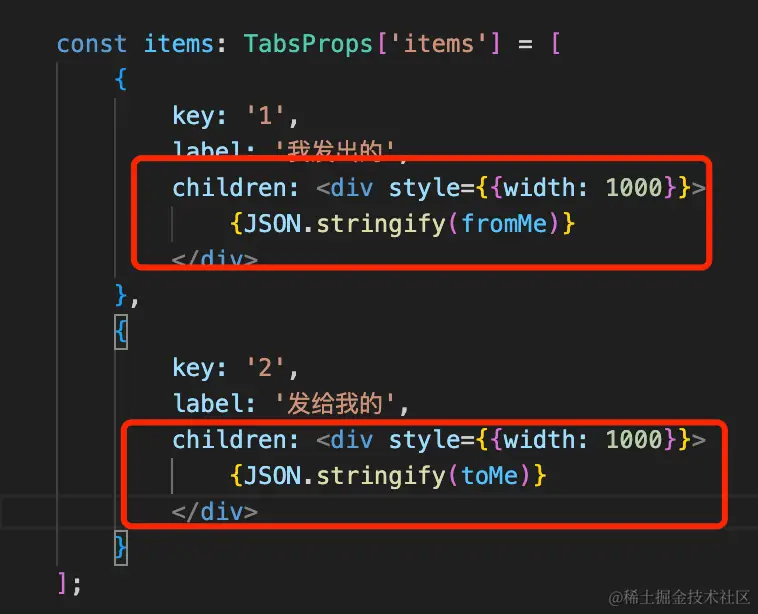 const items: TabsProps['items'] = [
{
key: '1',
label: '我发出的',
children: <div style={{width: 1000}}>
{JSON.stringify(fromMe)}
</div>
},
{
key: '2',
label: '发给我的',
children: <div style={{width: 1000}}>
{JSON.stringify(toMe)}
</div>
}
];
@稀土掘金技术社区